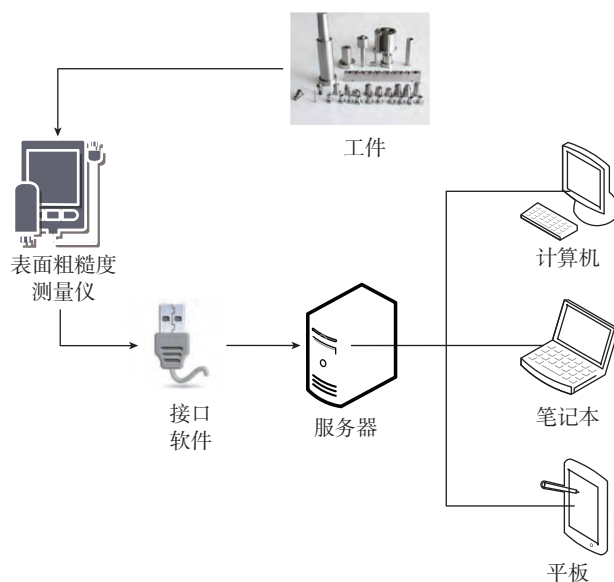 工件
表面粗糙度
测量仪
计算机
接口
软件
服务器
笔记本
平板